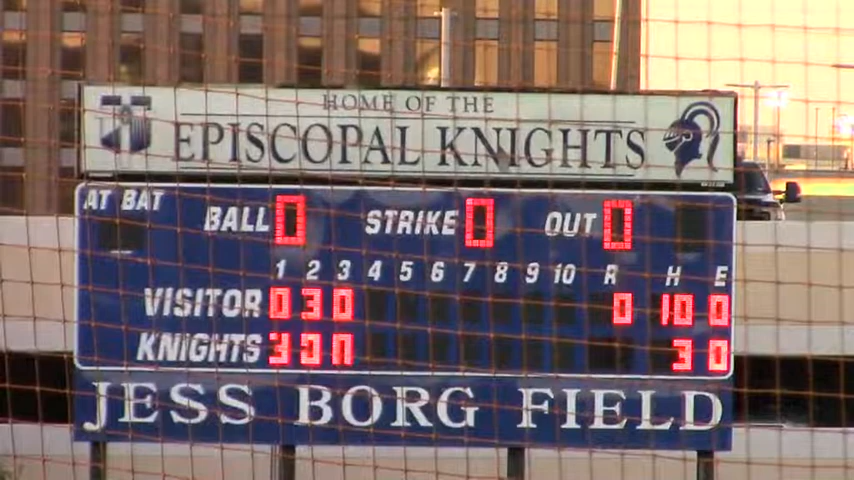 HOME OF THE
EPISCOPAL KNIGHTS
AT BAT
BALL 0 STRIKE 0 OUT 0
1 2 3 4 5 6 7 8 9 10 R H E
VISITOR 0 3 0 0 10 0
KNIGHTS 3 0 3 0
JESS BORG FIELD